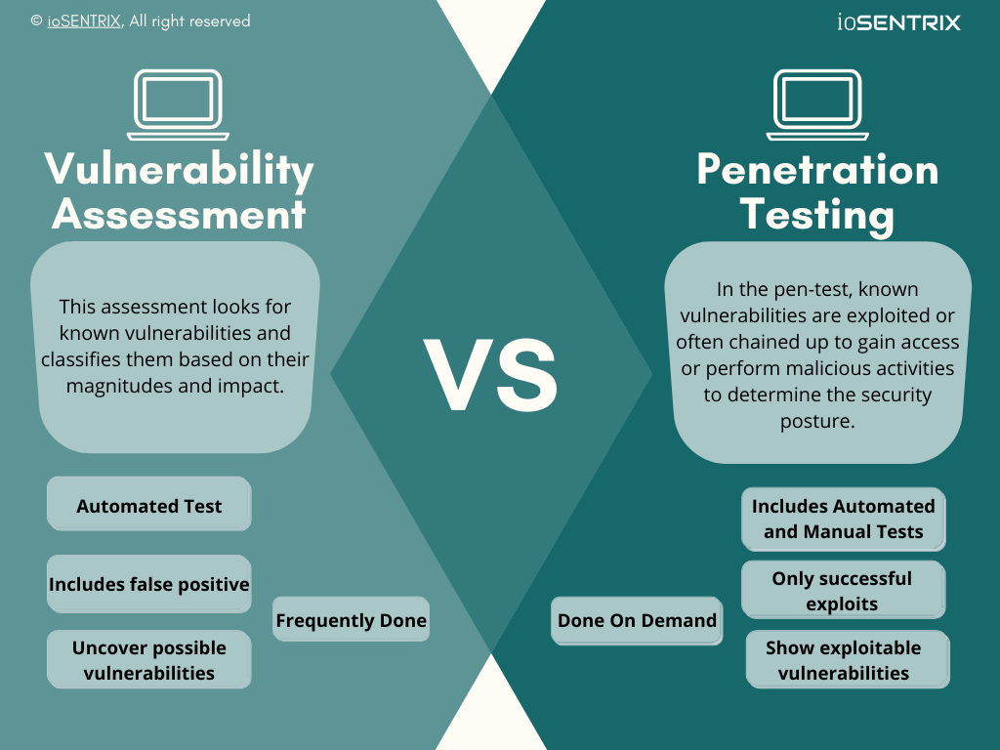 © ioSENTRIX, All right reserved
ioSENTRIX
Vulnerability
Assessment
This assessment looks for
known vulnerabilities and
classifies them based on their
magnitudes and impact.
Automated Test
Includes false positive
Uncover possible
vulnerabilities
Frequently Done
VS
Penetration
Testing
In the pen-test, known
vulnerabilities are exploited or
often chained up to gain access
or perform malicious activities
to determine the security
posture.
Done On Demand
Includes Automated
and Manual Tests
Only successful
exploits
Show exploitable
vulnerabilities